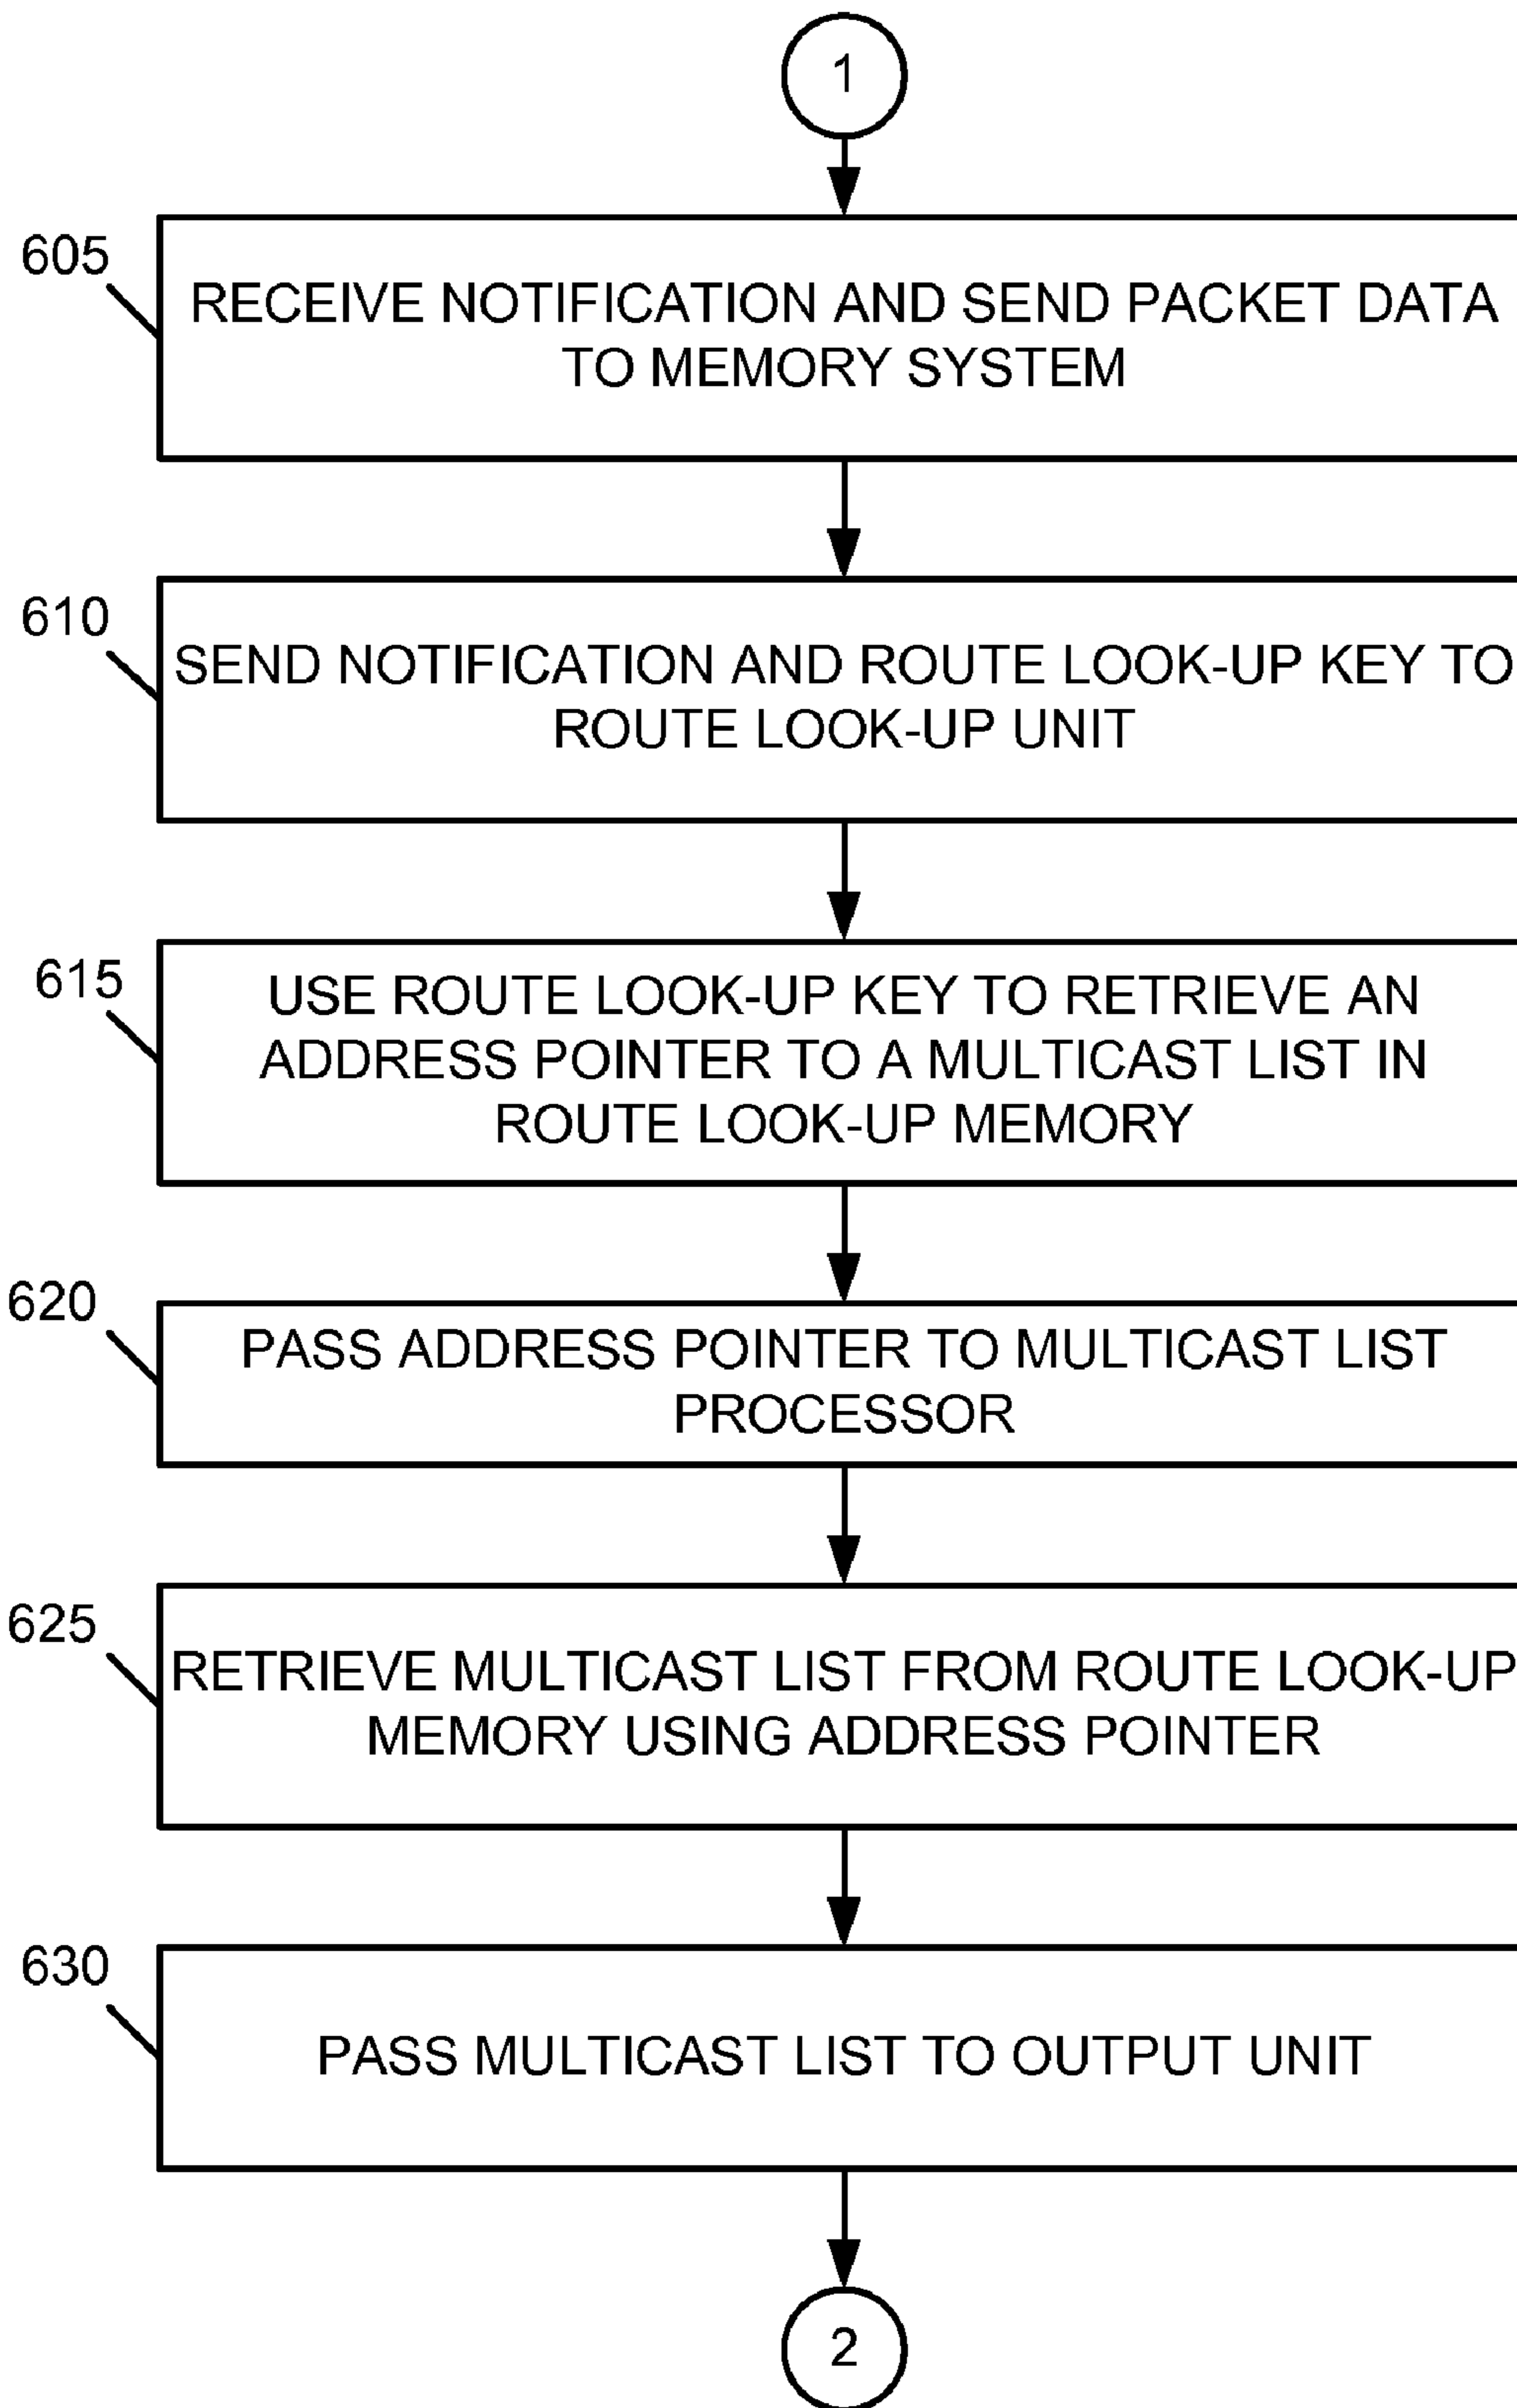 1
605
RECEIVE NOTIFICATION AND SEND PACKET DATA
TO MEMORY SYSTEM
610
SEND NOTIFICATION AND ROUTE LOOK-UP KEY TO
ROUTE LOOK-UP UNIT
615
USE ROUTE LOOK-UP KEY TO RETRIEVE AN
ADDRESS POINTER TO A MULTICAST LIST IN
ROUTE LOOK-UP MEMORY
620
PASS ADDRESS POINTER TO MULTICAST LIST
PROCESSOR
625
RETRIEVE MULTICAST LIST FROM ROUTE LOOK-UP
MEMORY USING ADDRESS POINTER
630
PASS MULTICAST LIST TO OUTPUT UNIT
2